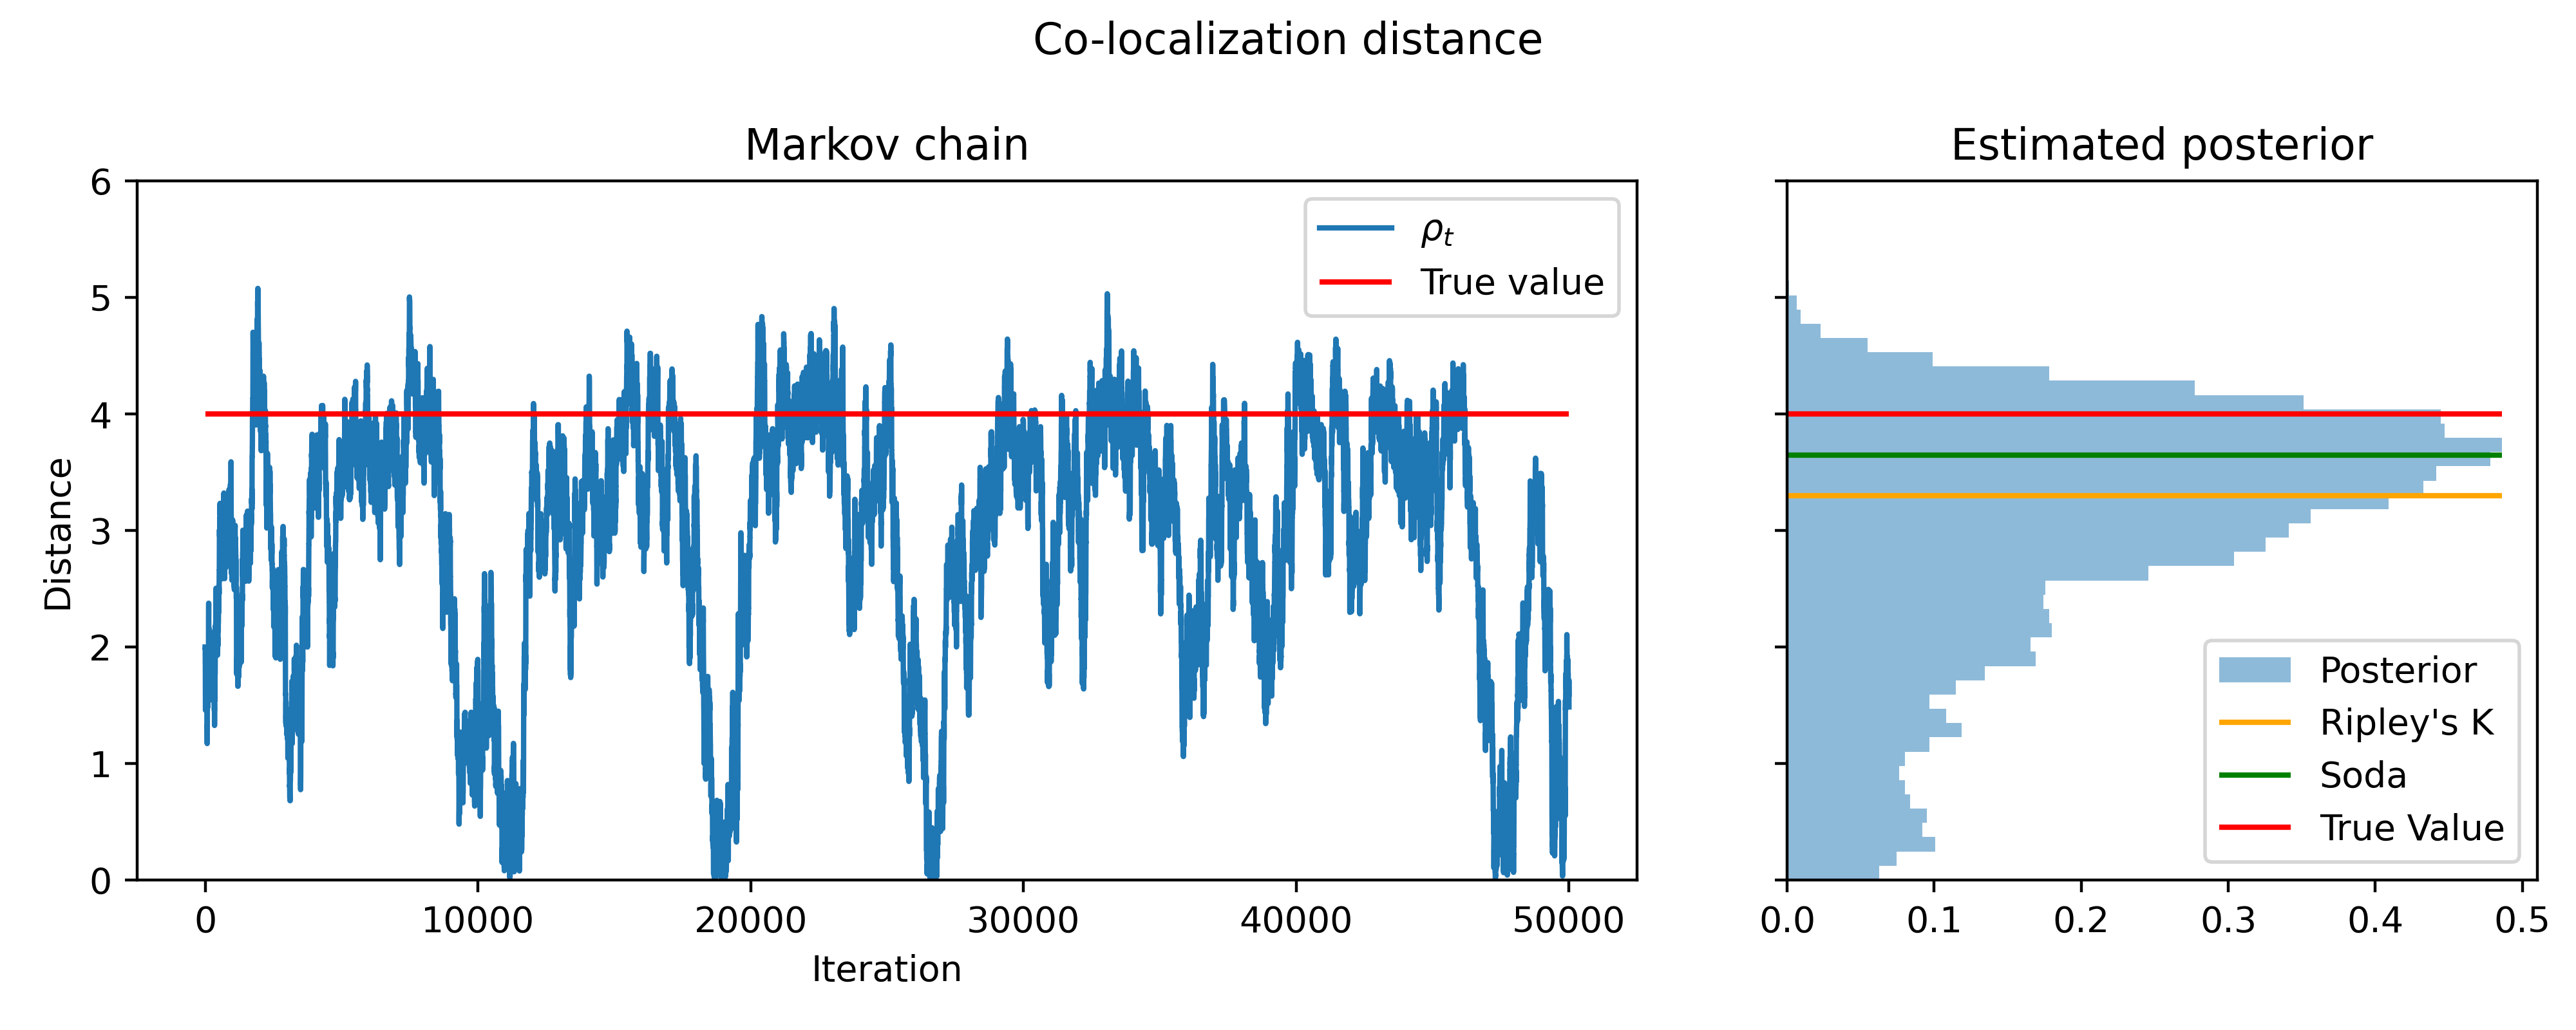 Co-localization distance
Markov chain
Distance
6
5
4
3
2
1
0
0 10000 20000 30000 40000 50000
Iteration
ρt
True value
Estimated posterior
Posterior
Ripley's K
Soda
True Value
0.0 0.1 0.2 0.3 0.4 0.5